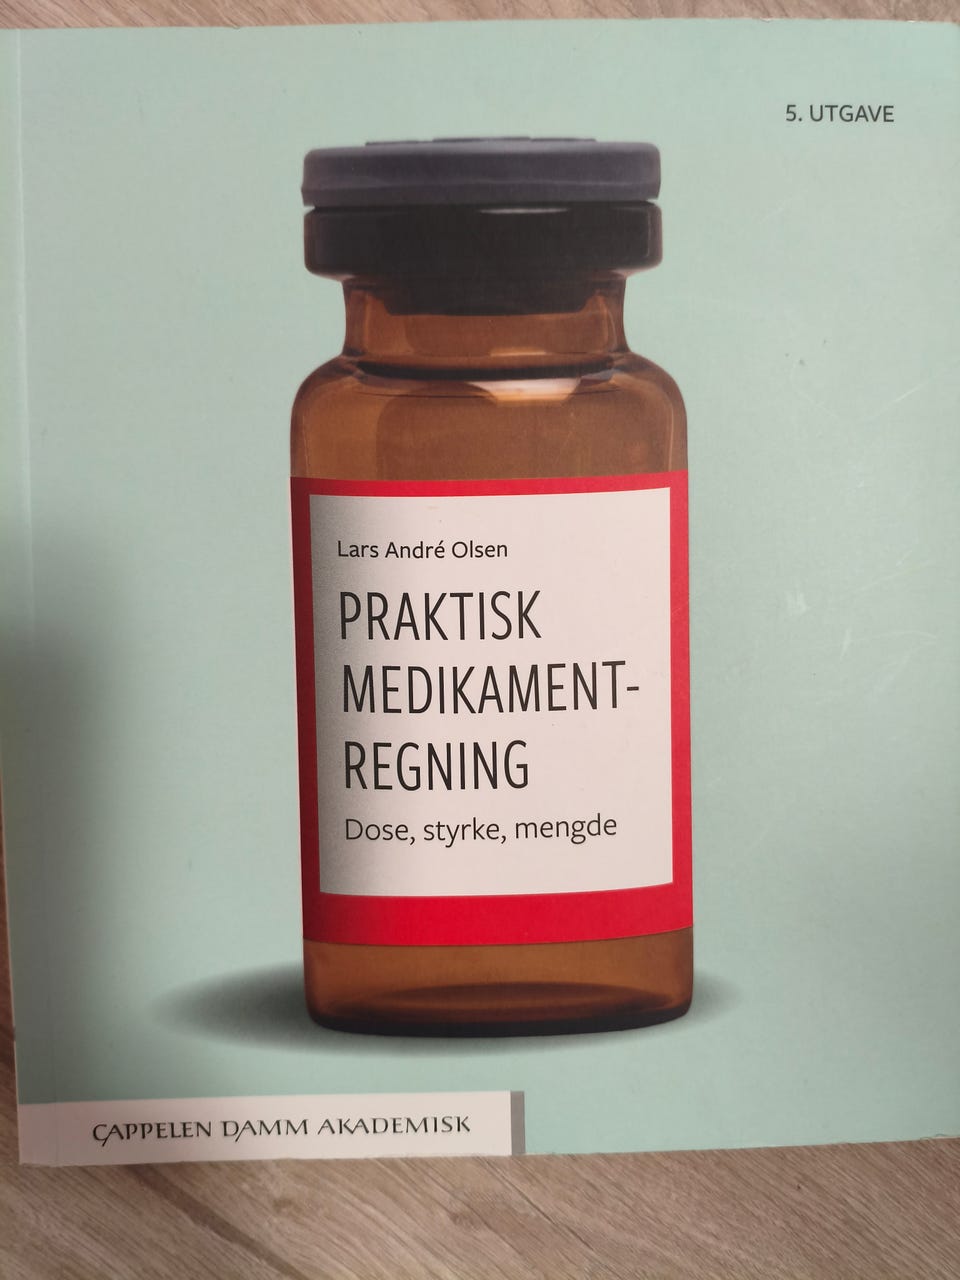 5. UTGAVE
Lars André Olsen
PRAKTISK
MEDIKAMENT-
REGNING
Dose, styrke, mengde
CAPPELEN DAMM AKADEMISK